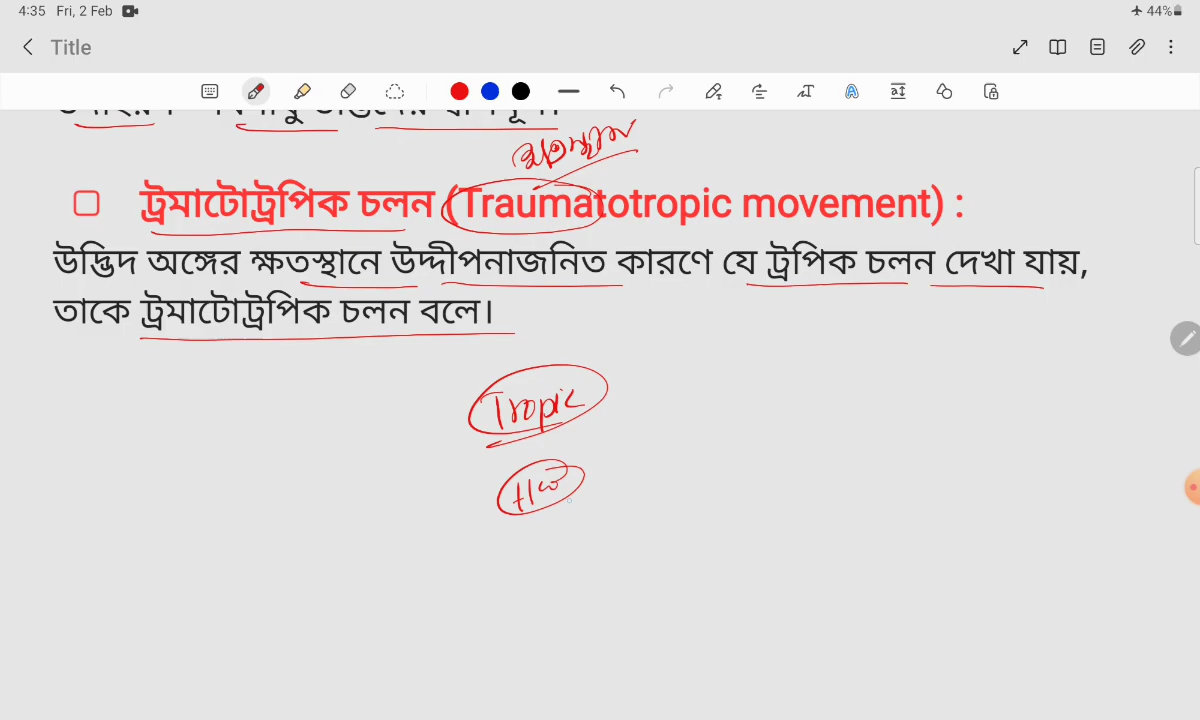 4:35 Fri, 2 Feb 44%
Title
ক্ষতস্থান
ট্রমাটোট্রপিক চলন (Traumatotropic movement) :
উদ্ভিদ অঙ্গের ক্ষতস্থানে উদ্দীপনাজনিত কারণে যে ট্রপিক চলন দেখা যায়,
তাকে ট্রমাটোট্রপিক চলন বলে।
Tropic